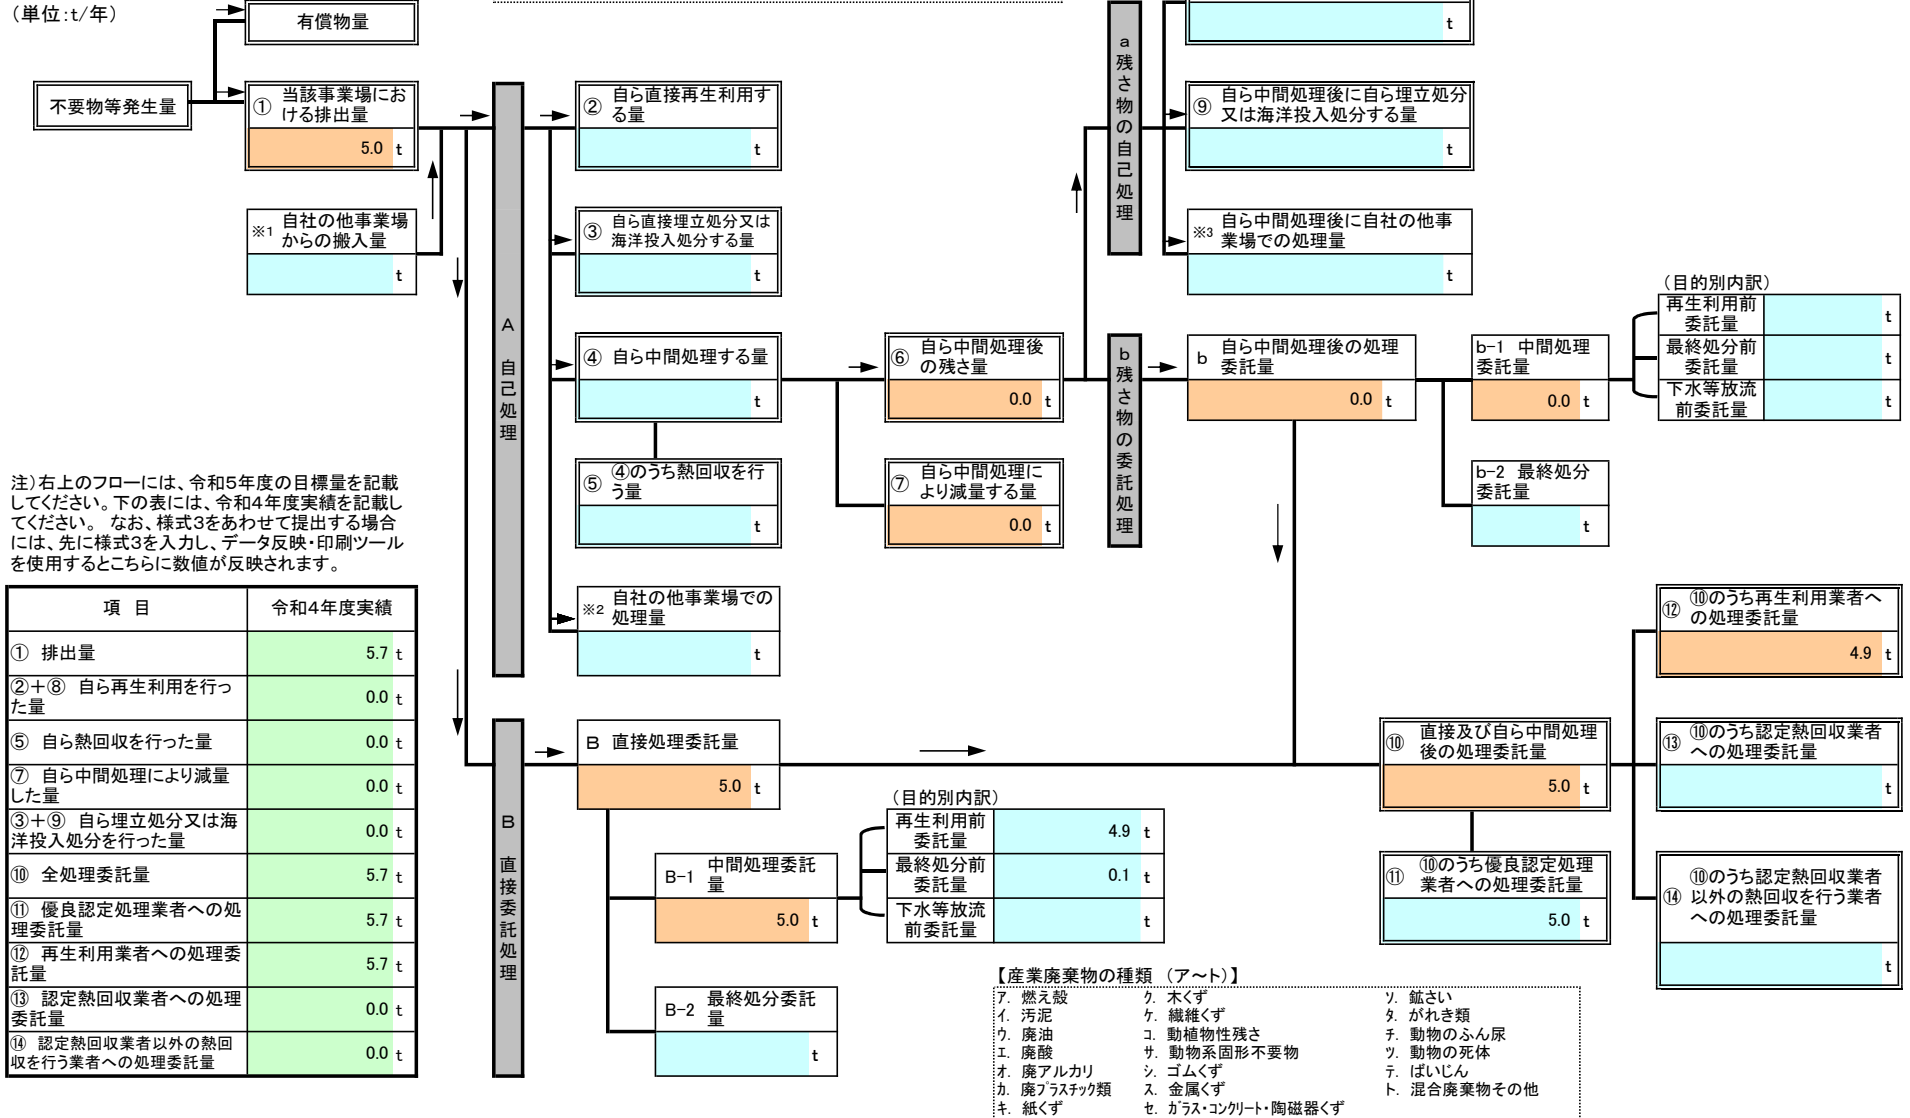 （単位:t/年）
有償物量
t
不要物等発生量
① 当該事業場にお
ける排出量
5.0 t
※1 自社の他事業場
からの搬入量
t
A 自己処理
② 自ら直接再生利用す
る量
t
③ 自ら直接埋立処分又は
海洋投入処分する量
t
④ 自ら中間処理する量
t
⑤ ④のうち熱回収を行
う量
t
※2 自社の他事業場での
処理量
t
⑥ 自ら中間処理後
の残さ量
0.0 t
⑦ 自ら中間処理に
より減量する量
0.0 t
a 残さ物の自己処理
⑨ 自ら中間処理後に自ら埋立処分
又は海洋投入処分する量
t
※3 自ら中間処理後に自社の他事
業場での処理量
t
b 残さ物の委託処理
b 自ら中間処理後の処理
委託量
0.0 t
b-1 中間処理
委託量
0.0 t
b-2 最終処分
委託量
t
（目的別内訳）
再生利用前
委託量
t
最終処分前
委託量
t
下水等放流
前委託量
t
注）右上のフローには、令和5年度の目標量を記載
してください。下の表には、令和4年度実績を記載し
てください。 なお、様式3をあわせて提出する場合
には、先に様式3を入力し、データ反映・印刷ツール
を使用するとこちらに数値が反映されます。
項 目 令和4年度実績
① 排出量 5.7 t
②＋⑧ 自ら再生利用を行っ
た量 0.0 t
⑤ 自ら熱回収を行った量 0.0 t
⑦ 自ら中間処理により減量
した量 0.0 t
③＋⑨ 自ら埋立処分又は海
洋投入処分を行った量 0.0 t
⑩ 全処理委託量 5.7 t
⑪ 優良認定処理業者への処
理委託量 5.7 t
⑫ 再生利用業者への処理委
託量 5.7 t
⑬ 認定熱回収業者への処理
委託量 0.0 t
⑭ 認定熱回収業者以外の熱回
収を行う業者への処理委託量 0.0 t
B 直接委託処理
B 直接処理委託量
5.0 t
B-1 中間処理委託
量
5.0 t
B-2 最終処分委託
量
t
（目的別内訳）
再生利用前
委託量
4.9 t
最終処分前
委託量
0.1 t
下水等放流
前委託量
t
⑩ 直接及び自ら中間処理
後の処理委託量
5.0 t
⑪ ⑩のうち優良認定処理
業者への処理委託量
5.0 t
⑫ ⑩のうち再生利用業者へ
の処理委託量
4.9 t
⑬ ⑩のうち認定熱回収業者
への処理委託量
t
⑭ ⑩のうち認定熱回収業者
以外の熱回収を行う業者
への処理委託量
t
【産業廃棄物の種類 （ア～ト）】
ア. 燃え殻
イ. 汚泥
ウ. 廃油
エ. 廃酸
オ. 廃アルカリ
カ. 廃プラスチック類
キ. 紙くず
ク. 木くず
ケ. 繊維くず
コ. 動植物性残さ
サ. 動物系固形不要物
シ. ゴムくず
ス. 金属くず
セ. ガラス・コンクリート・陶磁器くず
ソ. 鉱さい
タ. がれき類
チ. 動物のふん尿
ツ. 動物の死体
テ. ばいじん
ト. 混合廃棄物その他